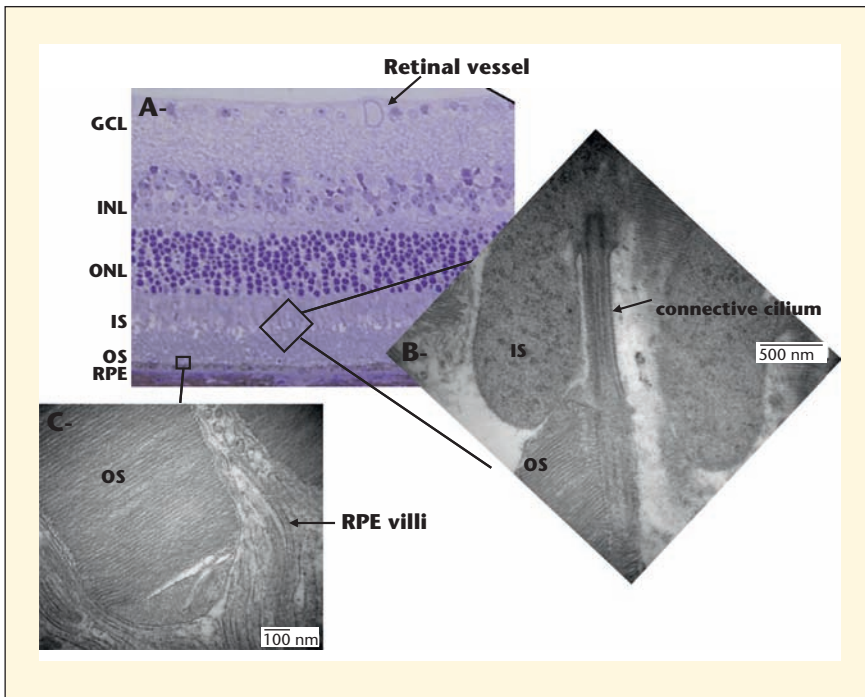 Retinal vessel
A-
GCL
INL
ONL
IS
OS
RPE
connective cilium
B-
IS
500 nm
OS
C-
OS
RPE villi
100 nm